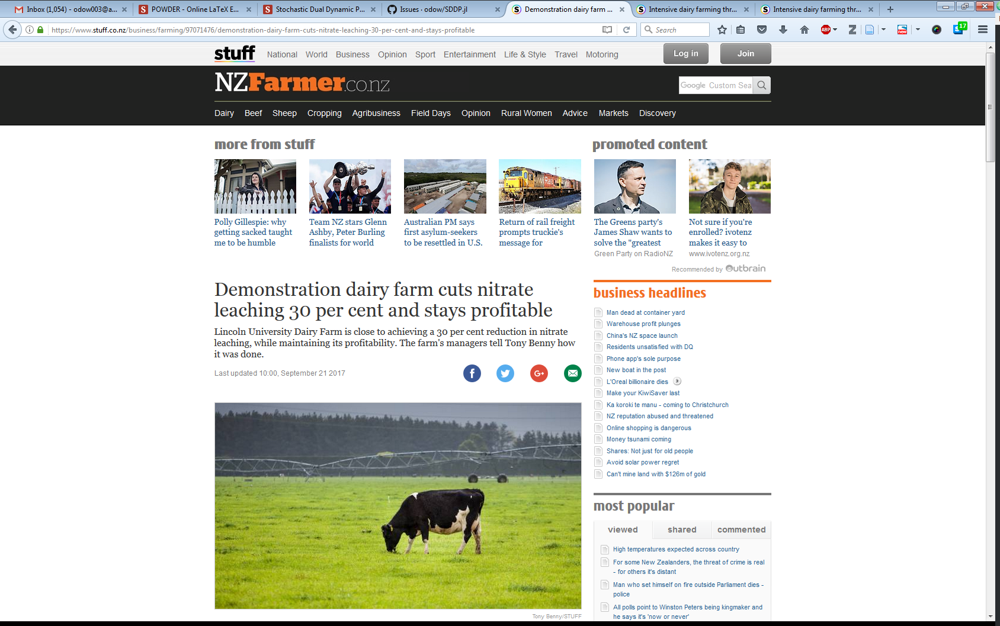 Inbox (1,054) - odow003@a...
POWDER - Online LaTeX E...
Stochastic Dual Dynamic P...
Issues · odow/SDDP.jl
Demonstration dairy farm ...
Intensive dairy farming thr...
Intensive dairy farming thr...
https://www.stuff.co.nz/business/farming/97071476/demonstration-dairy-farm-cuts-nitrate-leaching-30-per-cent-and-stays-profitable
Search
ABP
new
17
stuff
National World Business Opinion Sport Entertainment Life & Style Travel Motoring
Log in
Join
NZFarmer.co.nz
Google Custom Sea
Dairy Beef Sheep Cropping Agribusiness Field Days Opinion Rural Women Advice Markets Discovery
more from stuff
Polly Gillespie: why
getting sacked taught
me to be humble
Team NZ stars Glenn
Ashby, Peter Burling
finalists for world
Australian PM says
first asylum-seekers
to be resettled in U.S.
Return of rail freight
prompts truckie's
message for
promoted content
The Greens party's
James Shaw wants to
solve the "greatest
Green Party on RadioNZ
Not sure if you're
enrolled? ivotenz
makes it easy to
www.ivotenz.org.nz
Recommended by Outbrain
Demonstration dairy farm cuts nitrate
leaching 30 per cent and stays profitable
Lincoln University Dairy Farm is close to achieving a 30 per cent reduction in nitrate
leaching, while maintaining its profitability. The farm's managers tell Tony Benny how
it was done.
Last updated 10:00, September 21 2017
Tony Benny/STUFF
business headlines
Man dead at container yard
Warehouse profit plunges
China's NZ space launch
Residents unsatisfied with DQ
Phone app's sole purpose
New boat in the post
L'Oreal billionaire dies
Make your KiwiSaver last
Ka koroki te manu - coming to Christchurch
NZ reputation abused and threatened
Online shopping is dangerous
Money tsunami coming
Shares: Not just for old people
Avoid solar power regret
Can't mine land with $126m of gold
most popular
viewed shared commented
High temperatures expected across country
For some New Zealanders, the threat of crime is real
- for others it's distant
Man who set himself on fire outside Parliament dies -
police
All polls point to Winston Peters being kingmaker and
he says it's 'now or never'